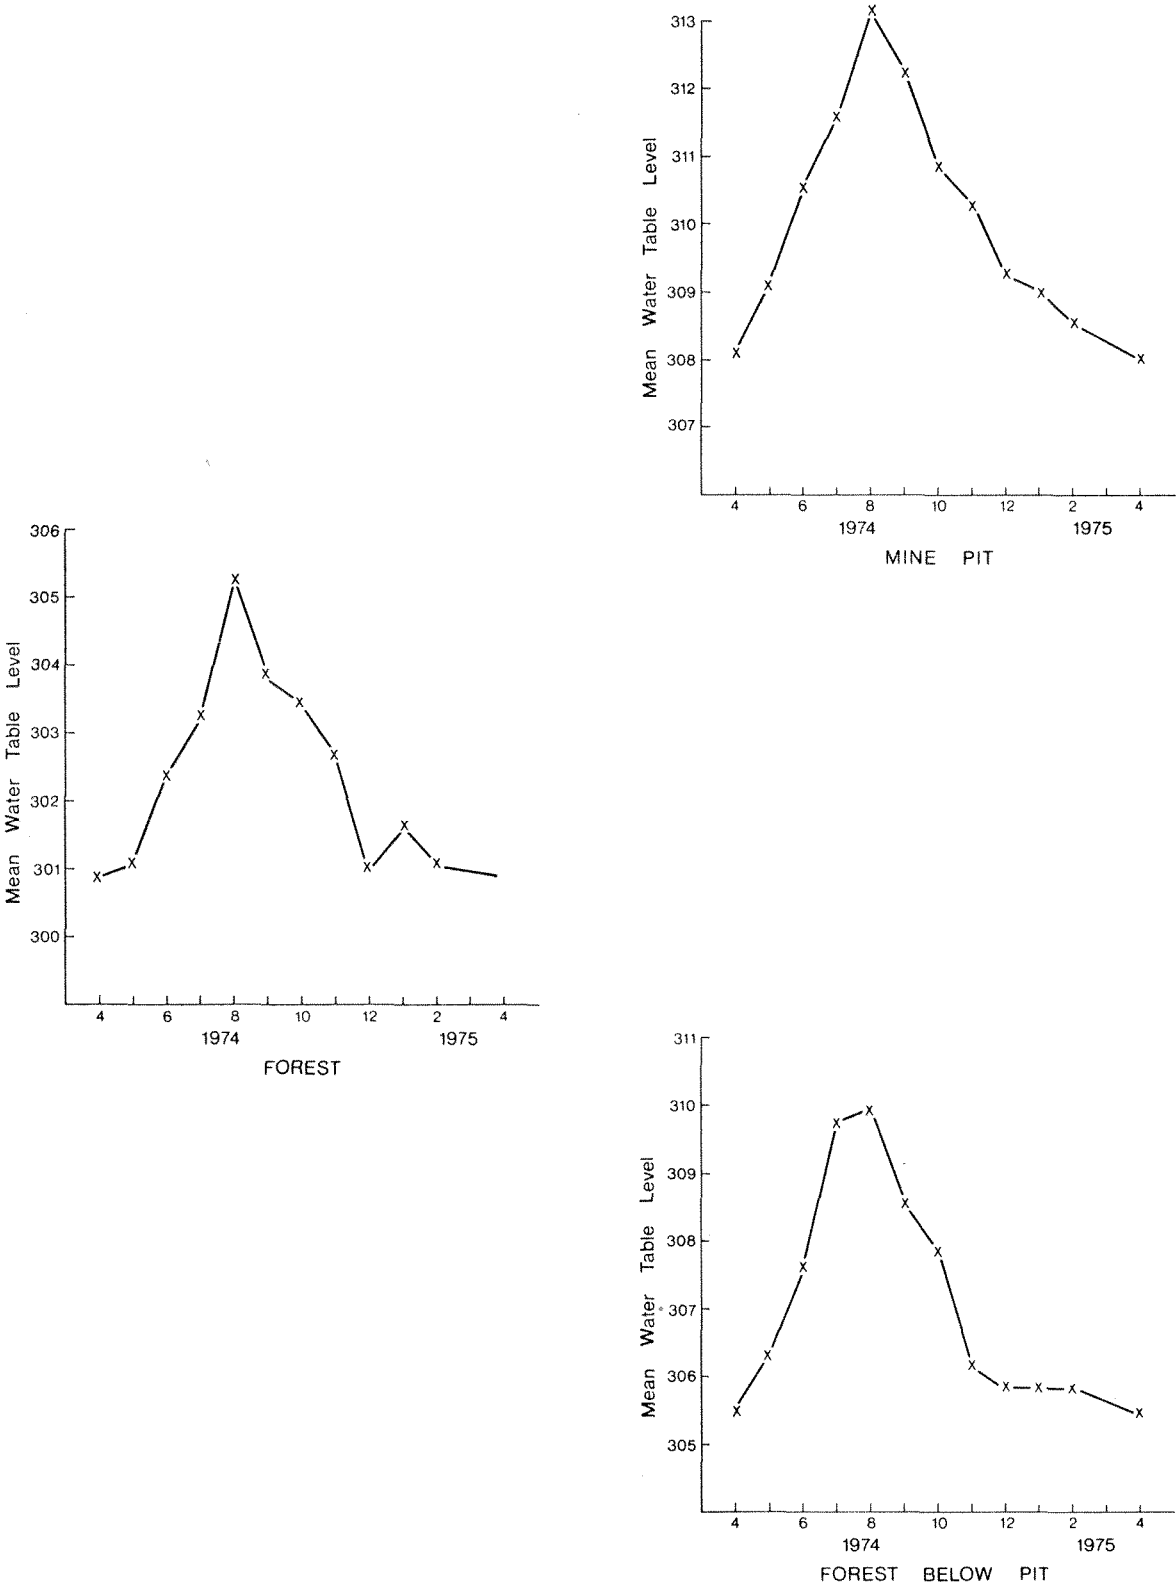 313
312
311
310
309
308
307
Mean Water Table Level
4 6 8 10 12 2 4
1974 1975
MINE PIT
306
305
304
303
302
301
300
Mean Water Table Level
4 6 8 10 12 2 4
1974 1975
FOREST
311
310
309
308
307
306
305
Mean Water Table Level
4 6 8 10 12 2 4
1974 1975
FOREST BELOW PIT